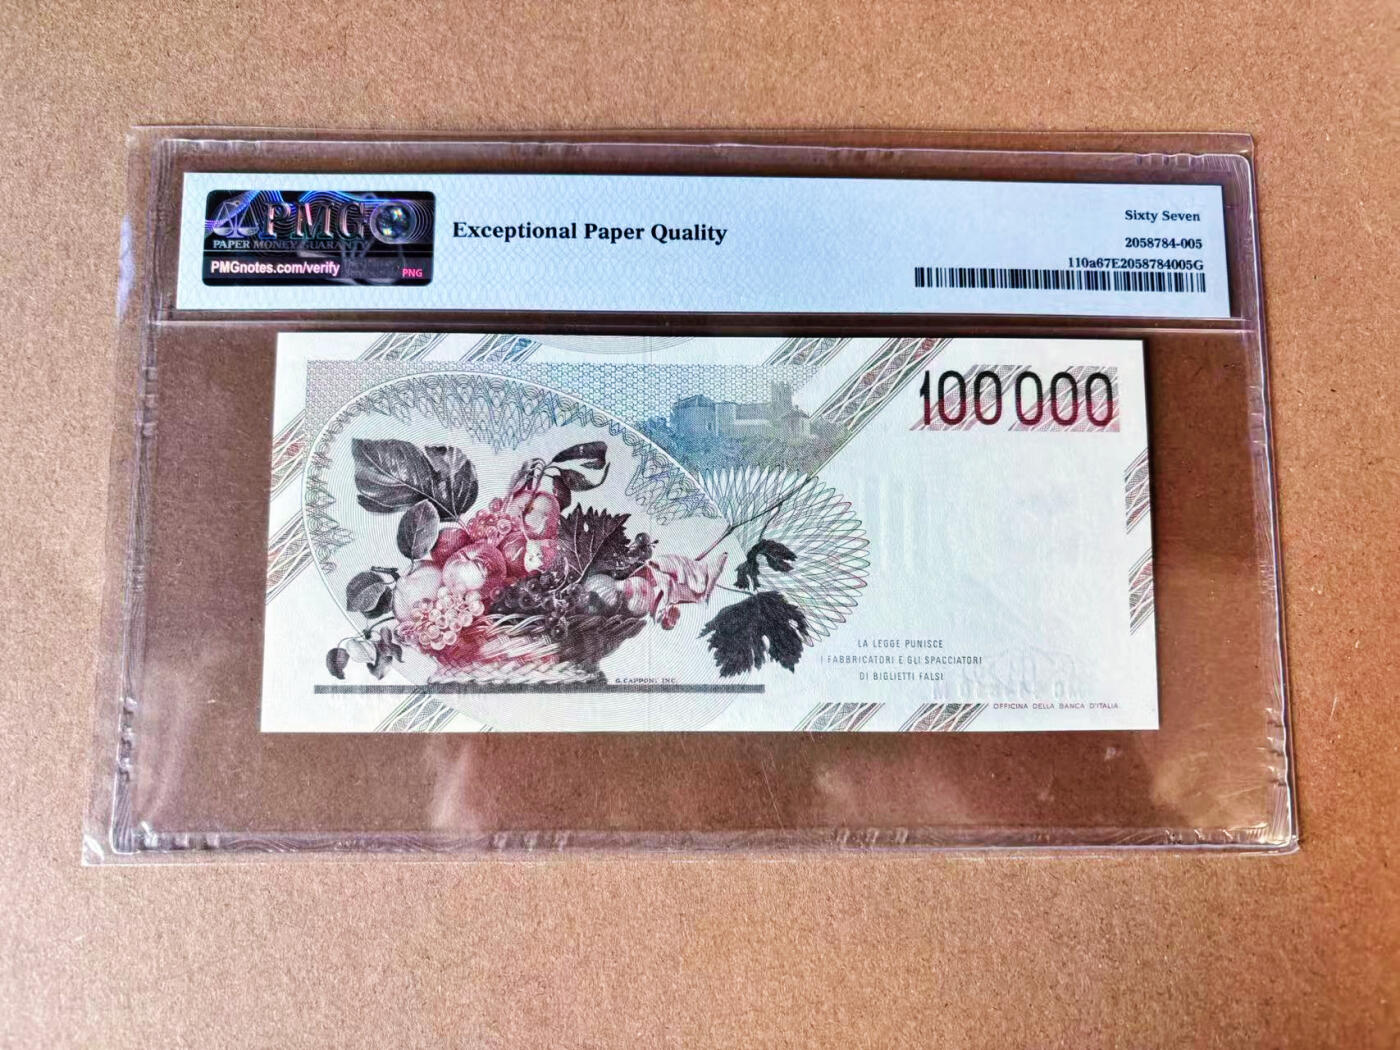 PMG
PAPER MONEY GUARANTY
PMGnotes.com/verify
PNG
Exceptional Paper Quality
Sixty Seven
2058784-005
110a67E2058784005G
100000
LA LEGGE PUNISCE
I FABBRICATORI E GLI SPACCIATORI
DI BIGLIETTI FALSI
G. CAPPONI INC.
OFFICINA DELLA BANCA D'ITALIA